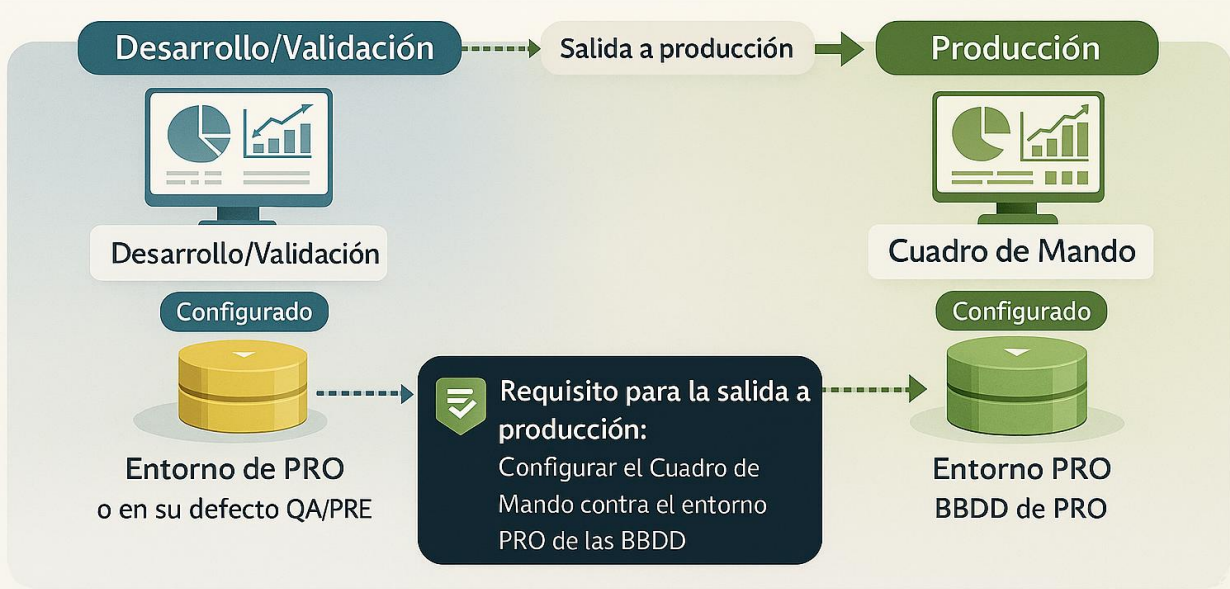 Desarrollo/Validación
Salida a producción
Producción
Desarrollo/Validación
Cuadro de Mando
Configurado
Configurado
Requisito para la salida a
producción:
Configurar el Cuadro de
Mando contra el entorno
PRO de las BBDD
Entorno de PRO
o en su defecto QA/PRE
Entorno PRO
BBDD de PRO